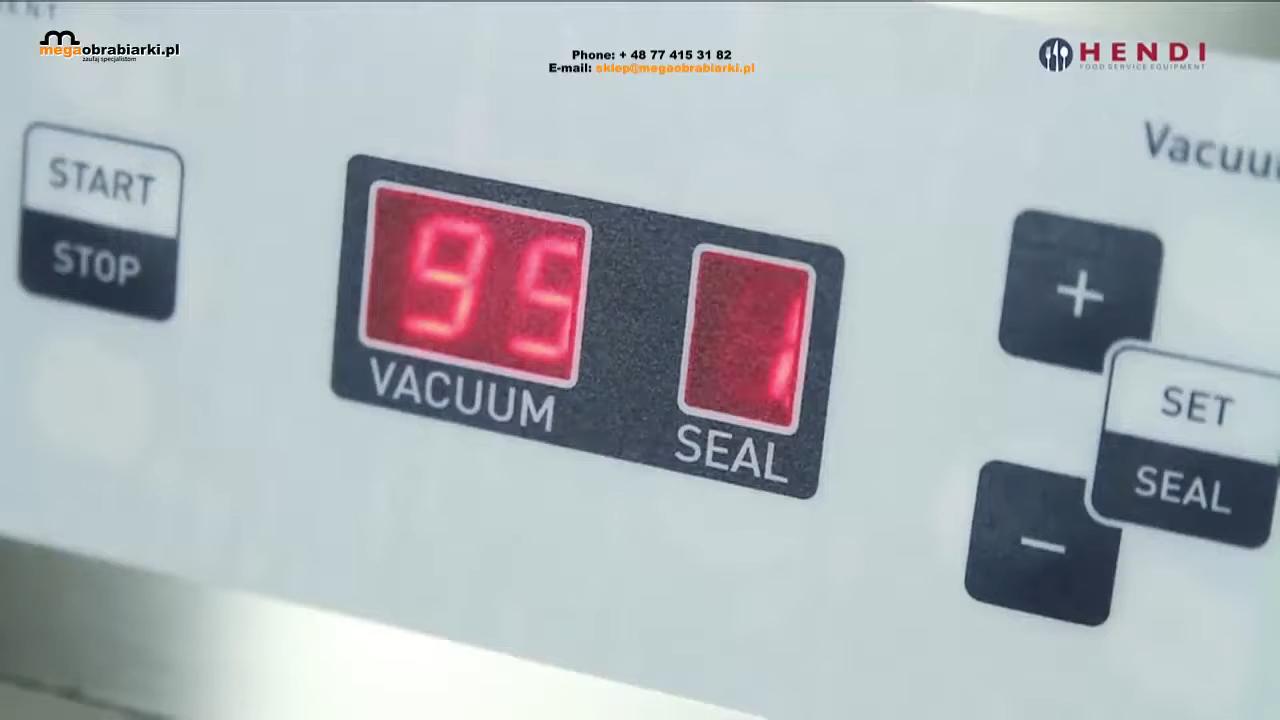 ENT
megaobrabiarki.pl
zaufaj specjalistom
Phone: + 48 77 415 31 82
E-mail: sklep@megaobrabiarki.pl
HENDI
FOOD SERVICE EQUIPMENT
START
STOP
95
VACUUM
1
SEAL
Vacuu
+
SET
SEAL
−